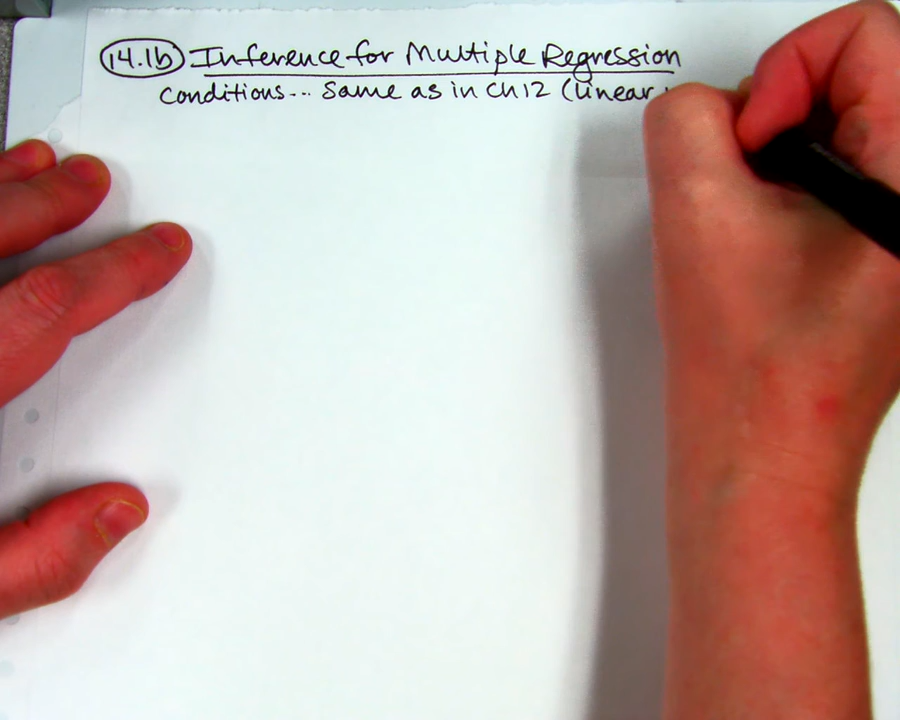 14.1b Inference for Multiple Regression
Conditions... Same as in Ch12 (Linear